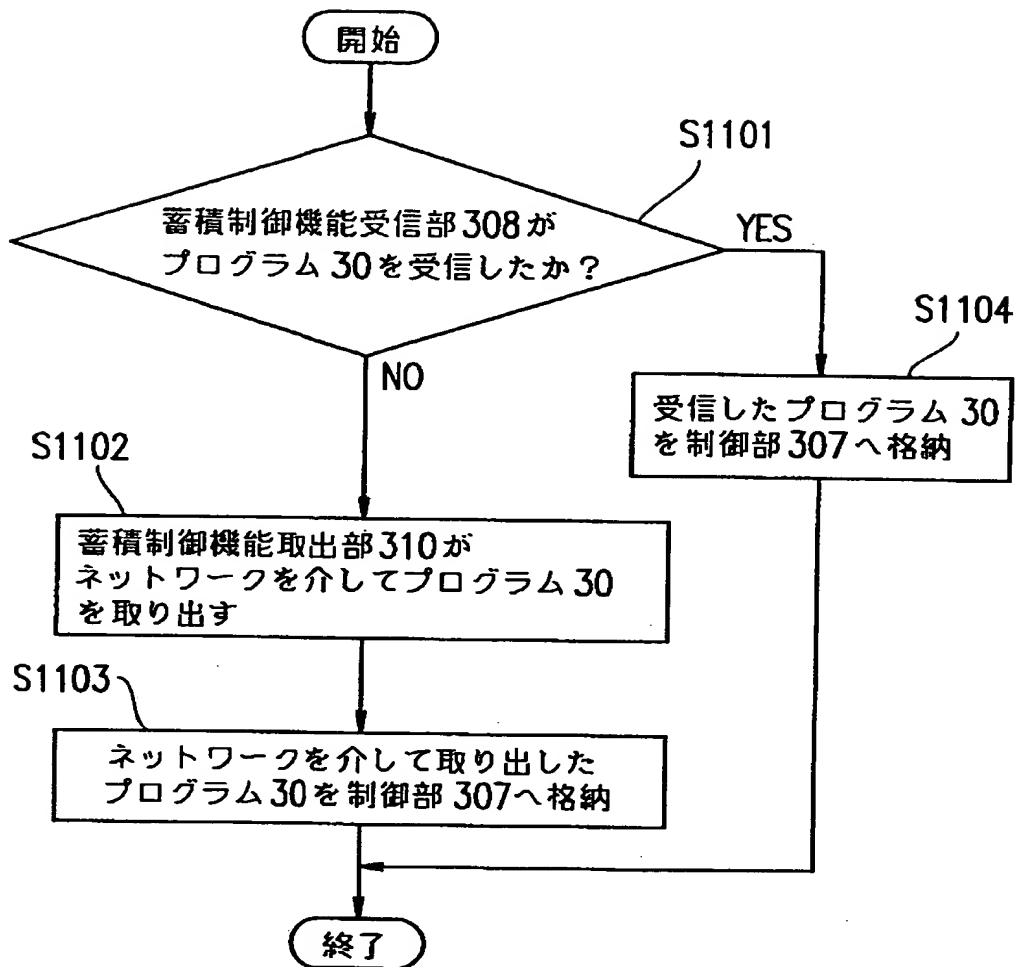 開始
S1101
蓄積制御機能受信部308が
プログラム30を受信したか?
YES
NO
S1104
受信したプログラム30
を制御部307へ格納
S1102
蓄積制御機能取出部310が
ネットワークを介してプログラム30
を取り出す
S1103
ネットワークを介して取り出した
プログラム30を制御部307へ格納
終了